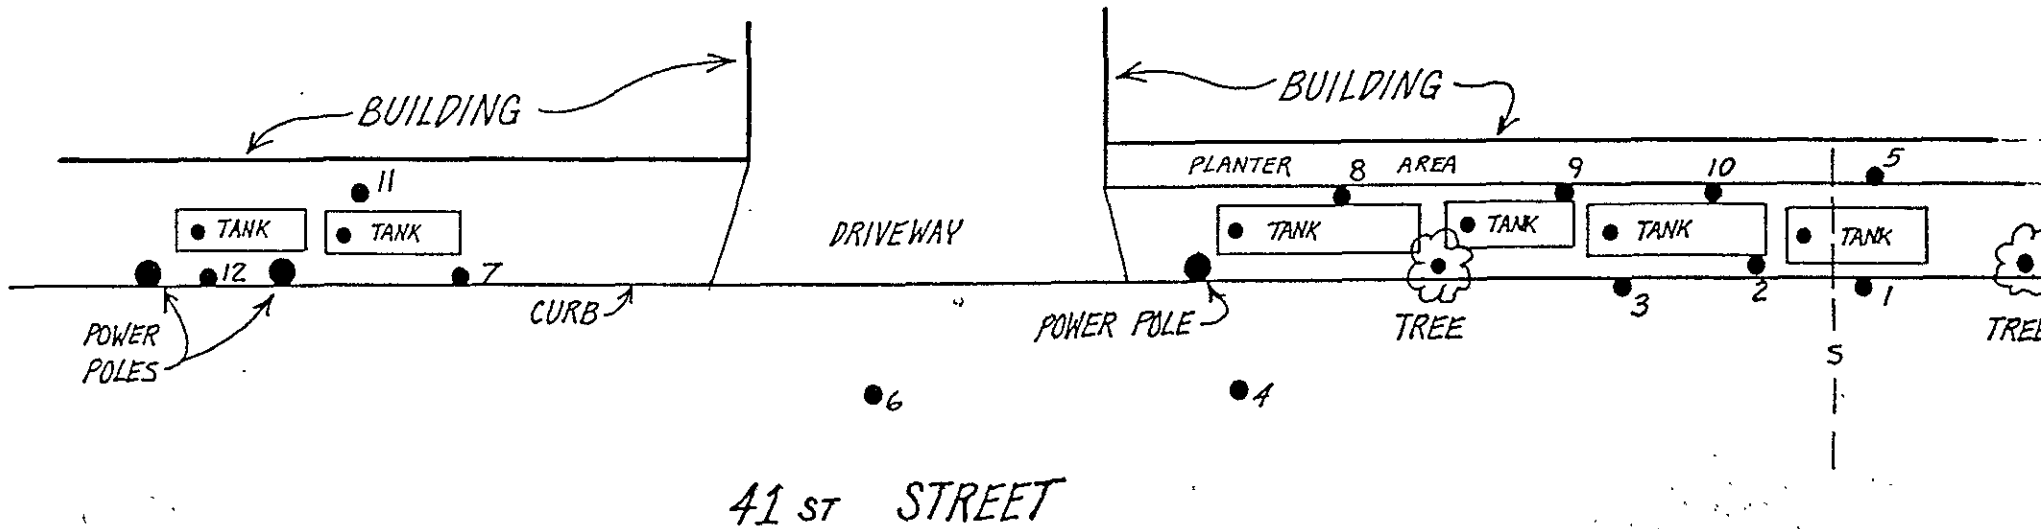 BUILDING
BUILDING
PLANTER 8 AREA 9 10 5
11
TANK TANK
DRIVEWAY
TANK TANK TANK TANK
12 7
CURB
3 2 1
POWER
POLES
POWER POLE
TREE
TREE
S
6 4
41 ST STREET